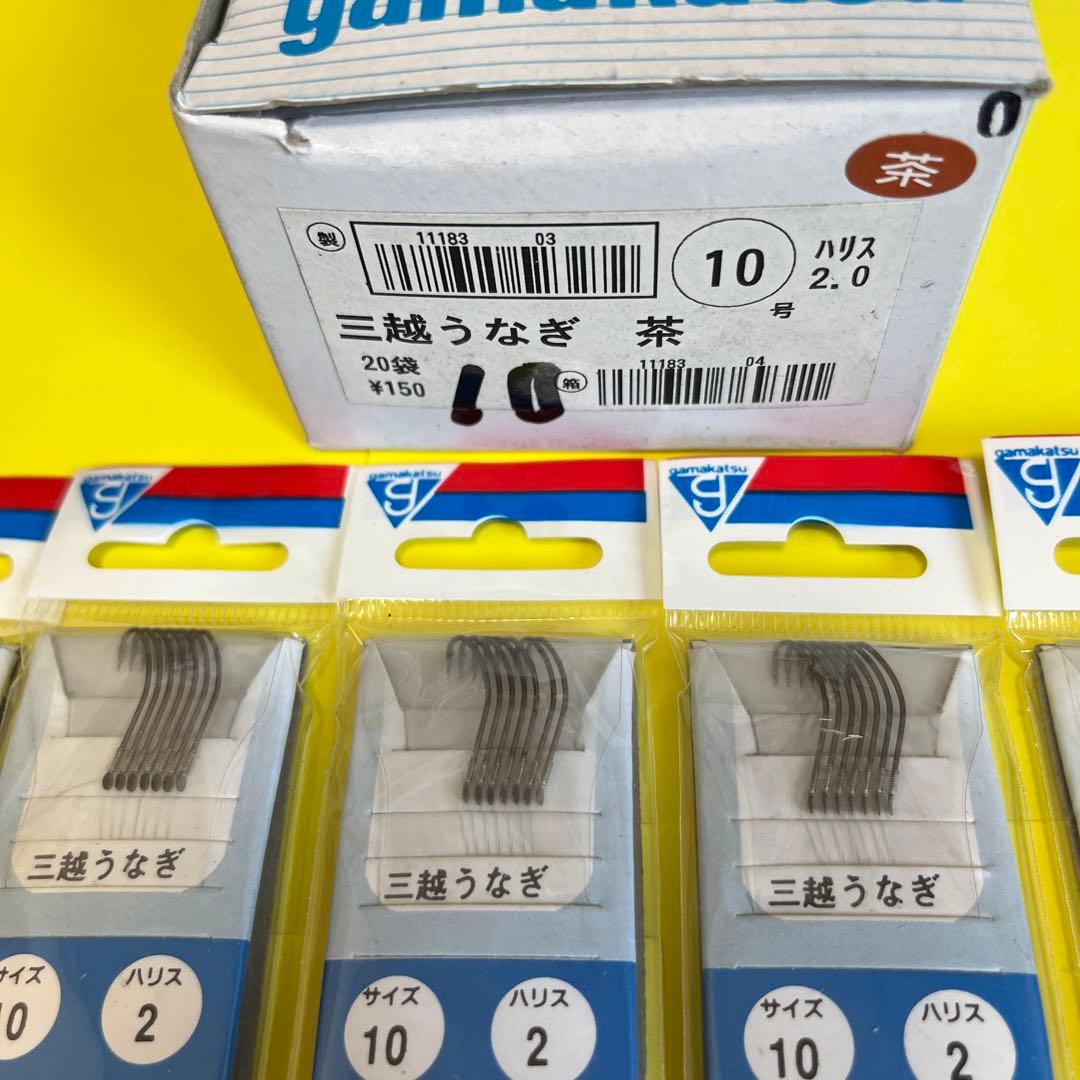 gamakatsu
0
茶
製
11183 03
10
号
ハリス
2.0
三越うなぎ 茶
20袋
¥150
10
箱
11183 04
gamakatsu
g
三越うなぎ
サイズ
10
ハリス
2
gamakatsu
g
三越うなぎ
サイズ
10
ハリス
2
gamakatsu
g
三越うなぎ
サイズ
10
ハリス
2
gamakatsu
g